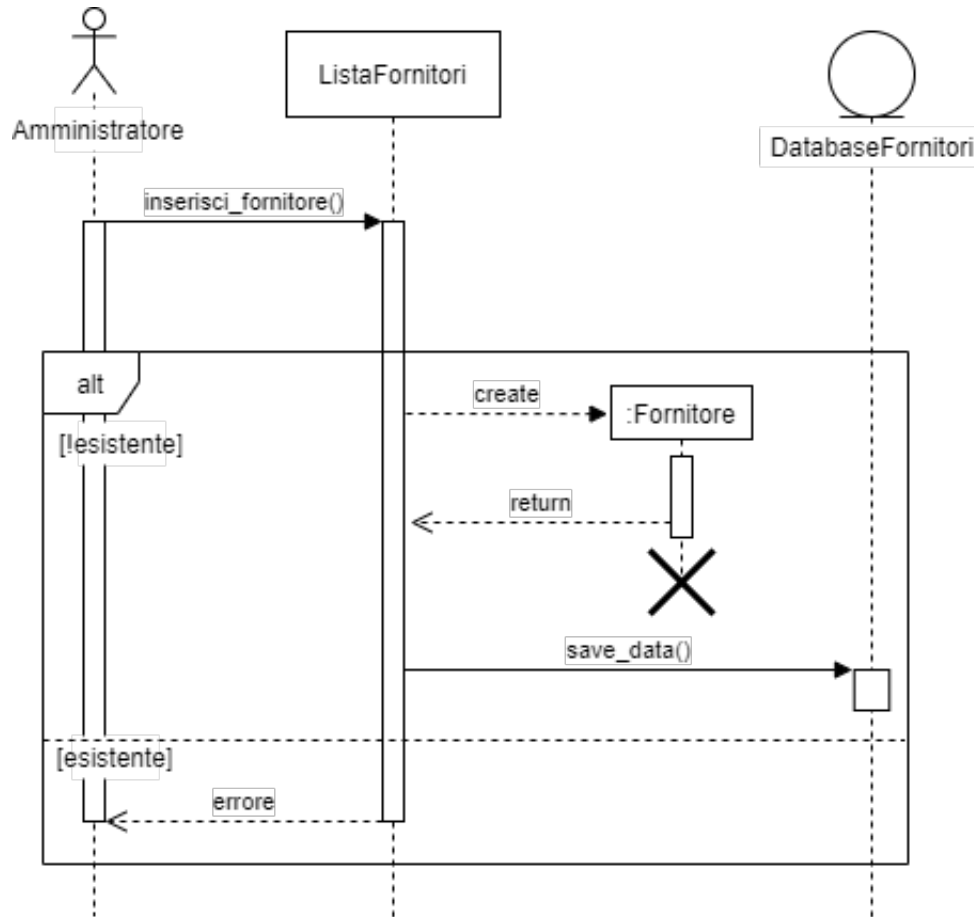 ListaFornitori
Amministratore
DatabaseFornitori
inserisci_fornitore()
alt
create
:Fornitore
[!esistente]
return
save_data()
[esistente]
errore